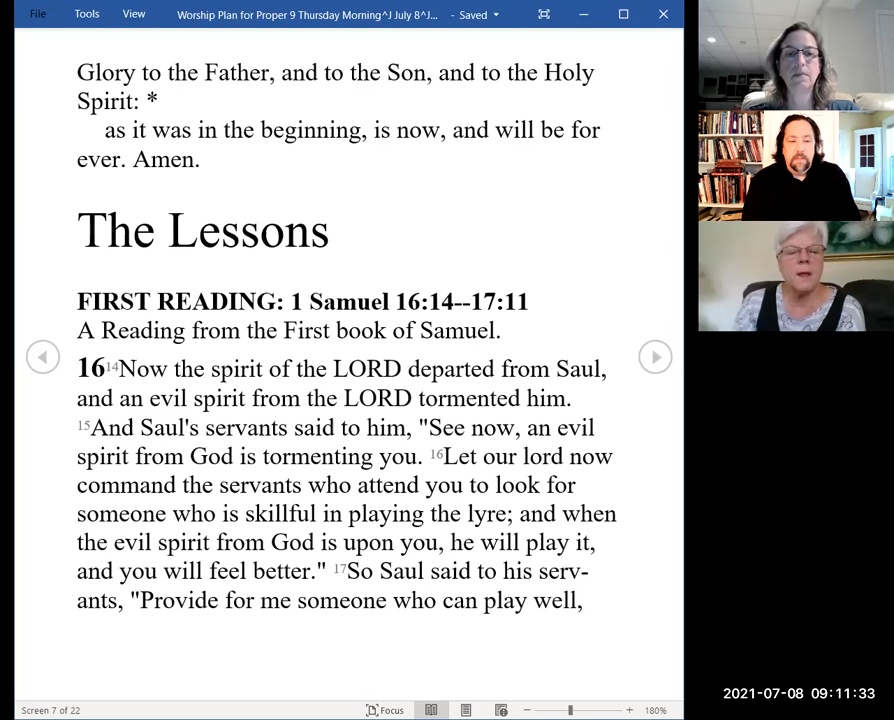 File Tools View Worship Plan for Proper 9 Thursday Morning^J July 8^J... - Saved
Glory to the Father, and to the Son, and to the Holy
Spirit: *
as it was in the beginning, is now, and will be for
ever. Amen.
The Lessons
FIRST READING: 1 Samuel 16:14--17:11
A Reading from the First book of Samuel.
16 14Now the spirit of the LORD departed from Saul,
and an evil spirit from the LORD tormented him.
15And Saul's servants said to him, "See now, an evil
spirit from God is tormenting you. 16Let our lord now
command the servants who attend you to look for
someone who is skillful in playing the lyre; and when
the evil spirit from God is upon you, he will play it,
and you will feel better." 17So Saul said to his serv-
ants, "Provide for me someone who can play well,
Screen 7 of 22 Focus - + 180%
2021-07-08 09:11:33